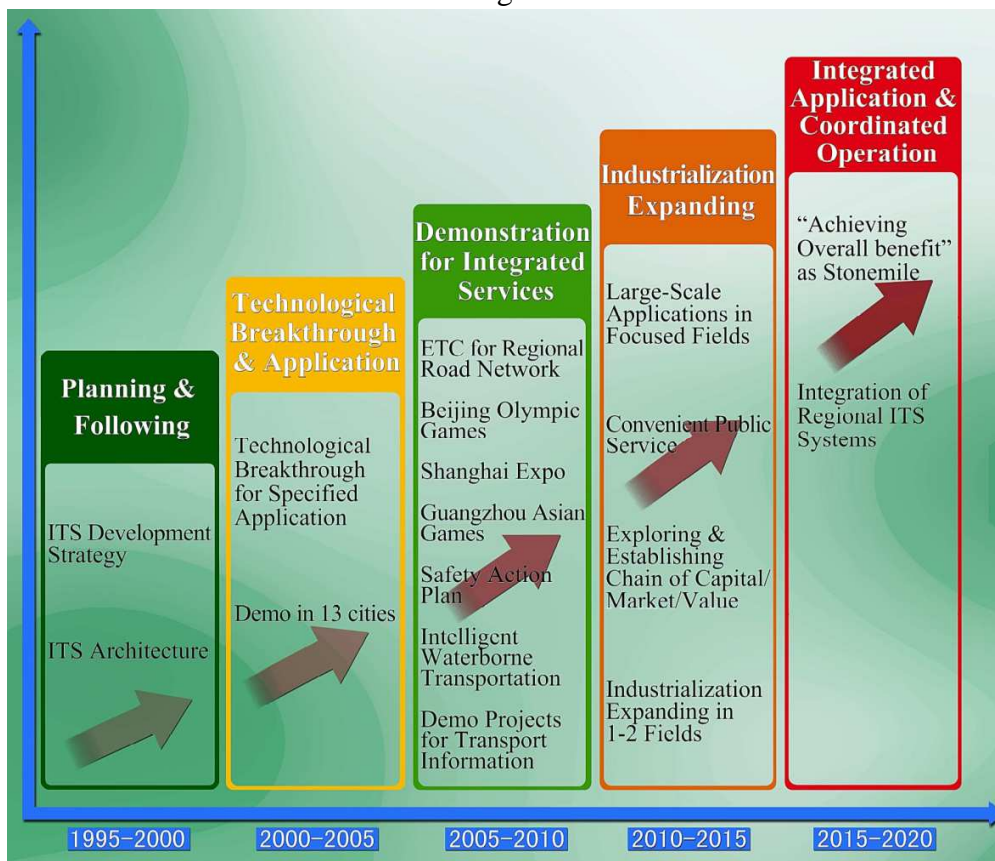 Planning &
Following
ITS Development
Strategy
ITS Architecture
Technological
Breakthrough
& Application
Technological
Breakthrough
for Specified
Application
Demo in 13 cities
Demonstration
for Integrated
Services
ETC for Regional
Road Network
Beijing Olympic
Games
Shanghai Expo
Guangzhou Asian
Games
Safety Action
Plan
Intelligent
Waterborne
Transportation
Demo Projects
for Transport
Information
Industrialization
Expanding
Large-Scale
Applications in
Focused Fields
Convenient Public
Service
Exploring &
Establishing
Chain of Capital/
Market/Value
Industrialization
Expanding in
1-2 Fields
Integrated
Application &
Coordinated
Operation
“Achieving
Overall benefit”
as Stonemile
Integration of
Regional ITS
Systems
1995-2000
2000-2005
2005-2010
2010-2015
2015-2020